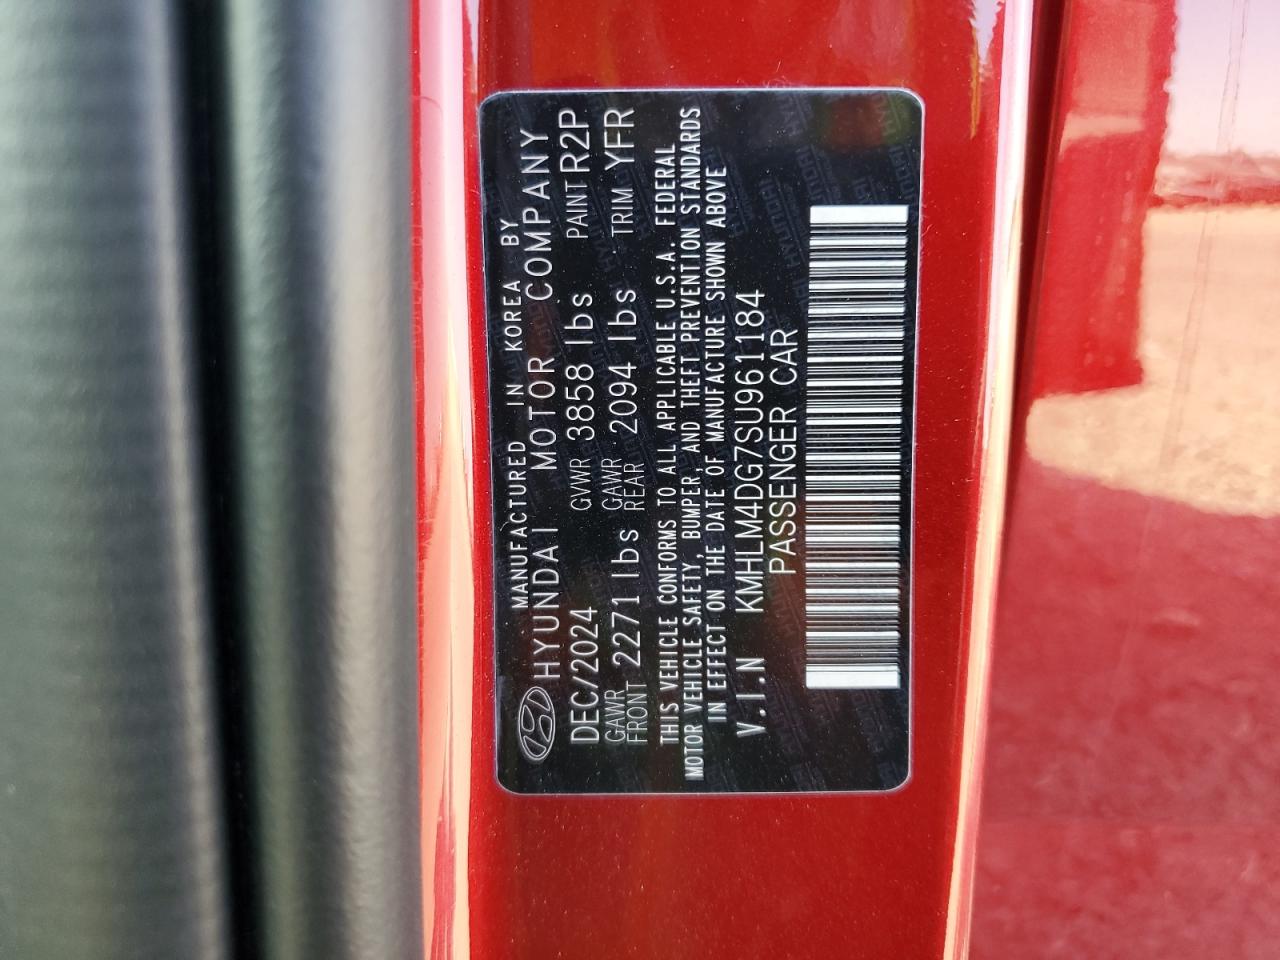 MANUFACTURED IN KOREA BY
HYUNDAI MOTOR COMPANY
DEC/2024 GVWR 3858 lbs PAINT R2P
GAWR FRONT 2271 lbs GAWR REAR 2094 lbs TRIM YFR
THIS VEHICLE CONFORMS TO ALL APPLICABLE U.S.A. FEDERAL
MOTOR VEHICLE SAFETY, BUMPER, AND THEFT PREVENTION STANDARDS
IN EFFECT ON THE DATE OF MANUFACTURE SHOWN ABOVE
V.I.N KMHLM4DG7SU961184
PASSENGER CAR